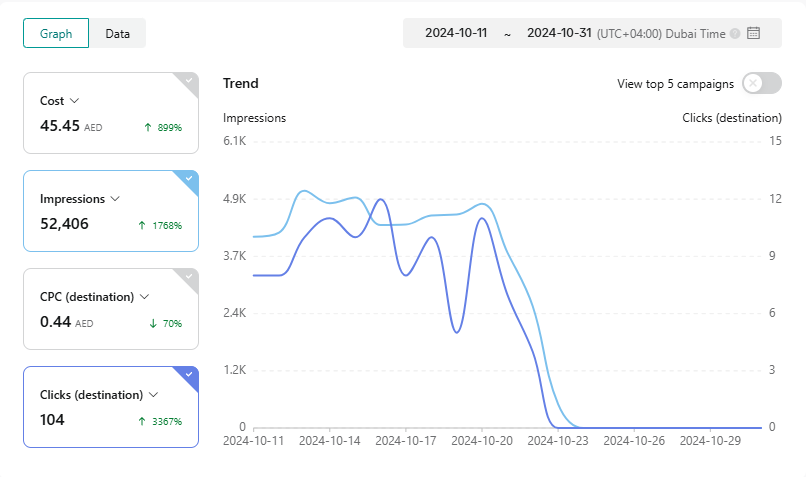 Graph
Data
2024-10-11 ~ 2024-10-31 (UTC+04:00) Dubai Time
Cost
45.45 AED ↑ 899%
Impressions
52,406 ↑ 1768%
CPC (destination)
0.44 AED ↓ 70%
Clicks (destination)
104 ↑ 3367%
Trend
View top 5 campaigns
Impressions
Clicks (destination)
6.1K
4.9K
3.7K
2.4K
1.2K
0
15
12
9
6
3
0
2024-10-11 2024-10-14 2024-10-17 2024-10-20 2024-10-23 2024-10-26 2024-10-29